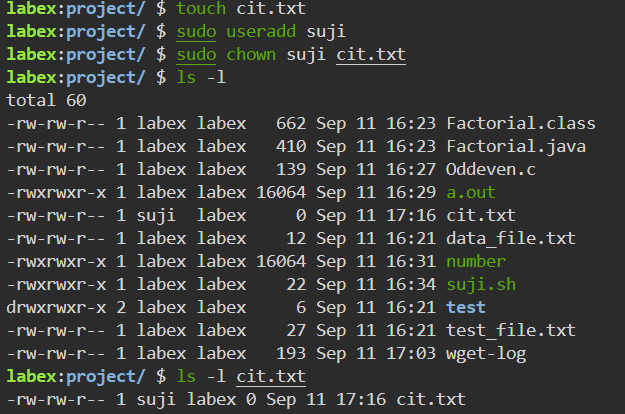 labex:project/ $ touch cit.txt
labex:project/ $ sudo useradd suji
labex:project/ $ sudo chown suji cit.txt
labex:project/ $ ls -l
total 60
-rw-rw-r-- 1 labex labex   662 Sep 11 16:23 Factorial.class
-rw-rw-r-- 1 labex labex   410 Sep 11 16:23 Factorial.java
-rw-rw-r-- 1 labex labex   139 Sep 11 16:27 Oddeven.c
-rwxrwxr-x 1 labex labex 16064 Sep 11 16:29 a.out
-rw-rw-r-- 1 suji  labex     0 Sep 11 17:16 cit.txt
-rw-rw-r-- 1 labex labex    12 Sep 11 16:21 data_file.txt
-rwxrwxr-x 1 labex labex 16064 Sep 11 16:31 number
-rwxrwxr-x 1 labex labex    22 Sep 11 16:34 suji.sh
drwxrwxr-x 2 labex labex     6 Sep 11 16:21 test
-rw-rw-r-- 1 labex labex    27 Sep 11 16:21 test_file.txt
-rw-rw-r-- 1 labex labex   193 Sep 11 17:03 wget-log
labex:project/ $ ls -l cit.txt
-rw-rw-r-- 1 suji labex 0 Sep 11 17:16 cit.txt